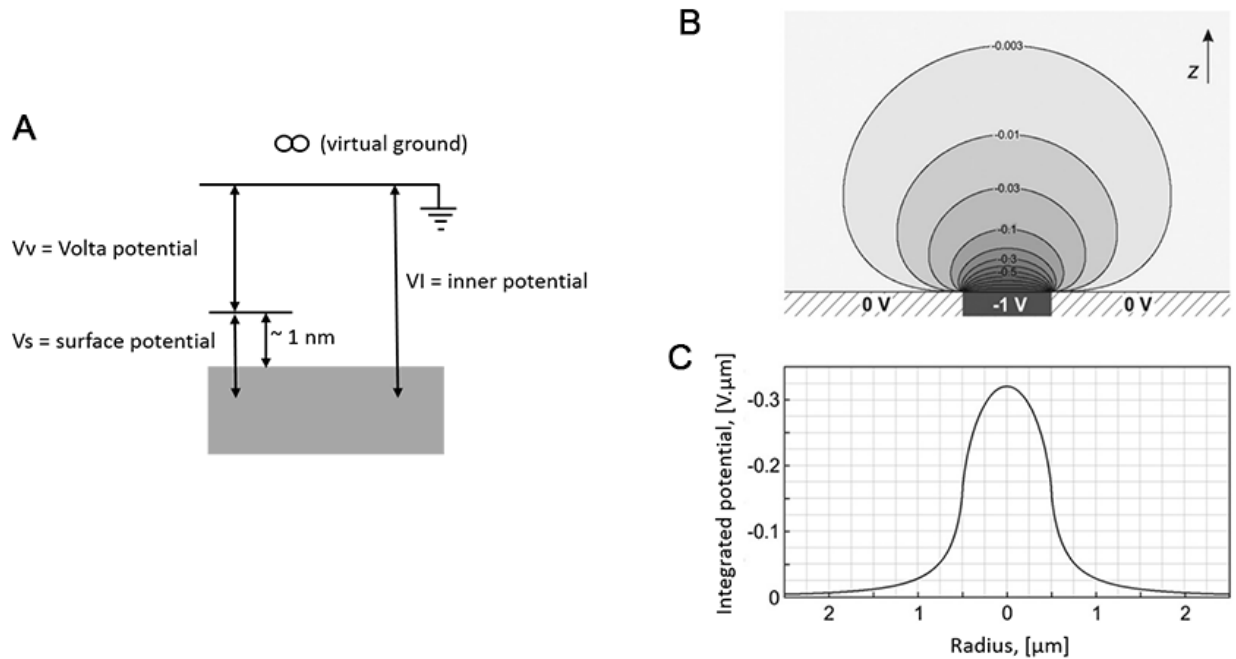 A
∞ (virtual ground)
Vv = Volta potential
VI = inner potential
Vs = surface potential
~ 1 nm
B
-0.003
z
-0.01
-0.03
-0.1
-0.3
-0.5
0 V
-1 V
0 V
C
Integrated potential, [V.µm]
-0.3
-0.2
-0.1
0
2 1 0 1 2
Radius, [µm]